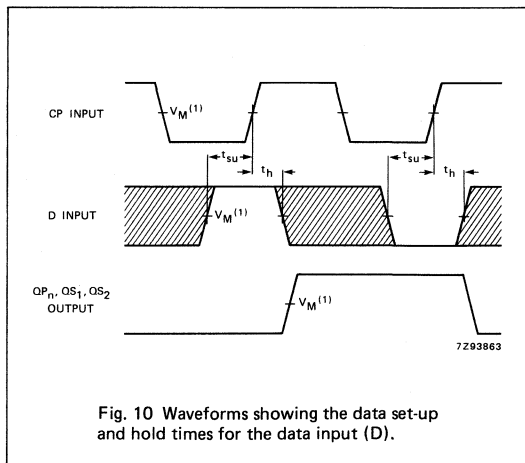 CP INPUT
V_M(1)
t_su
t_h
t_su
t_h
D INPUT
V_M(1)
QP_n, QS_1, QS_2
OUTPUT
V_M(1)
7Z93863
Fig. 10 Waveforms showing the data set-up
and hold times for the data input (D).